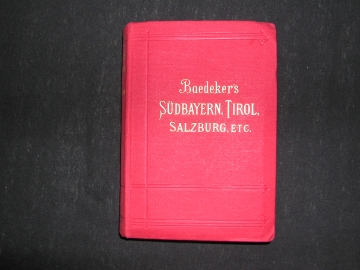 Baedeker's
SÜDBAYERN, TIROL,
SALZBURG, ETC.